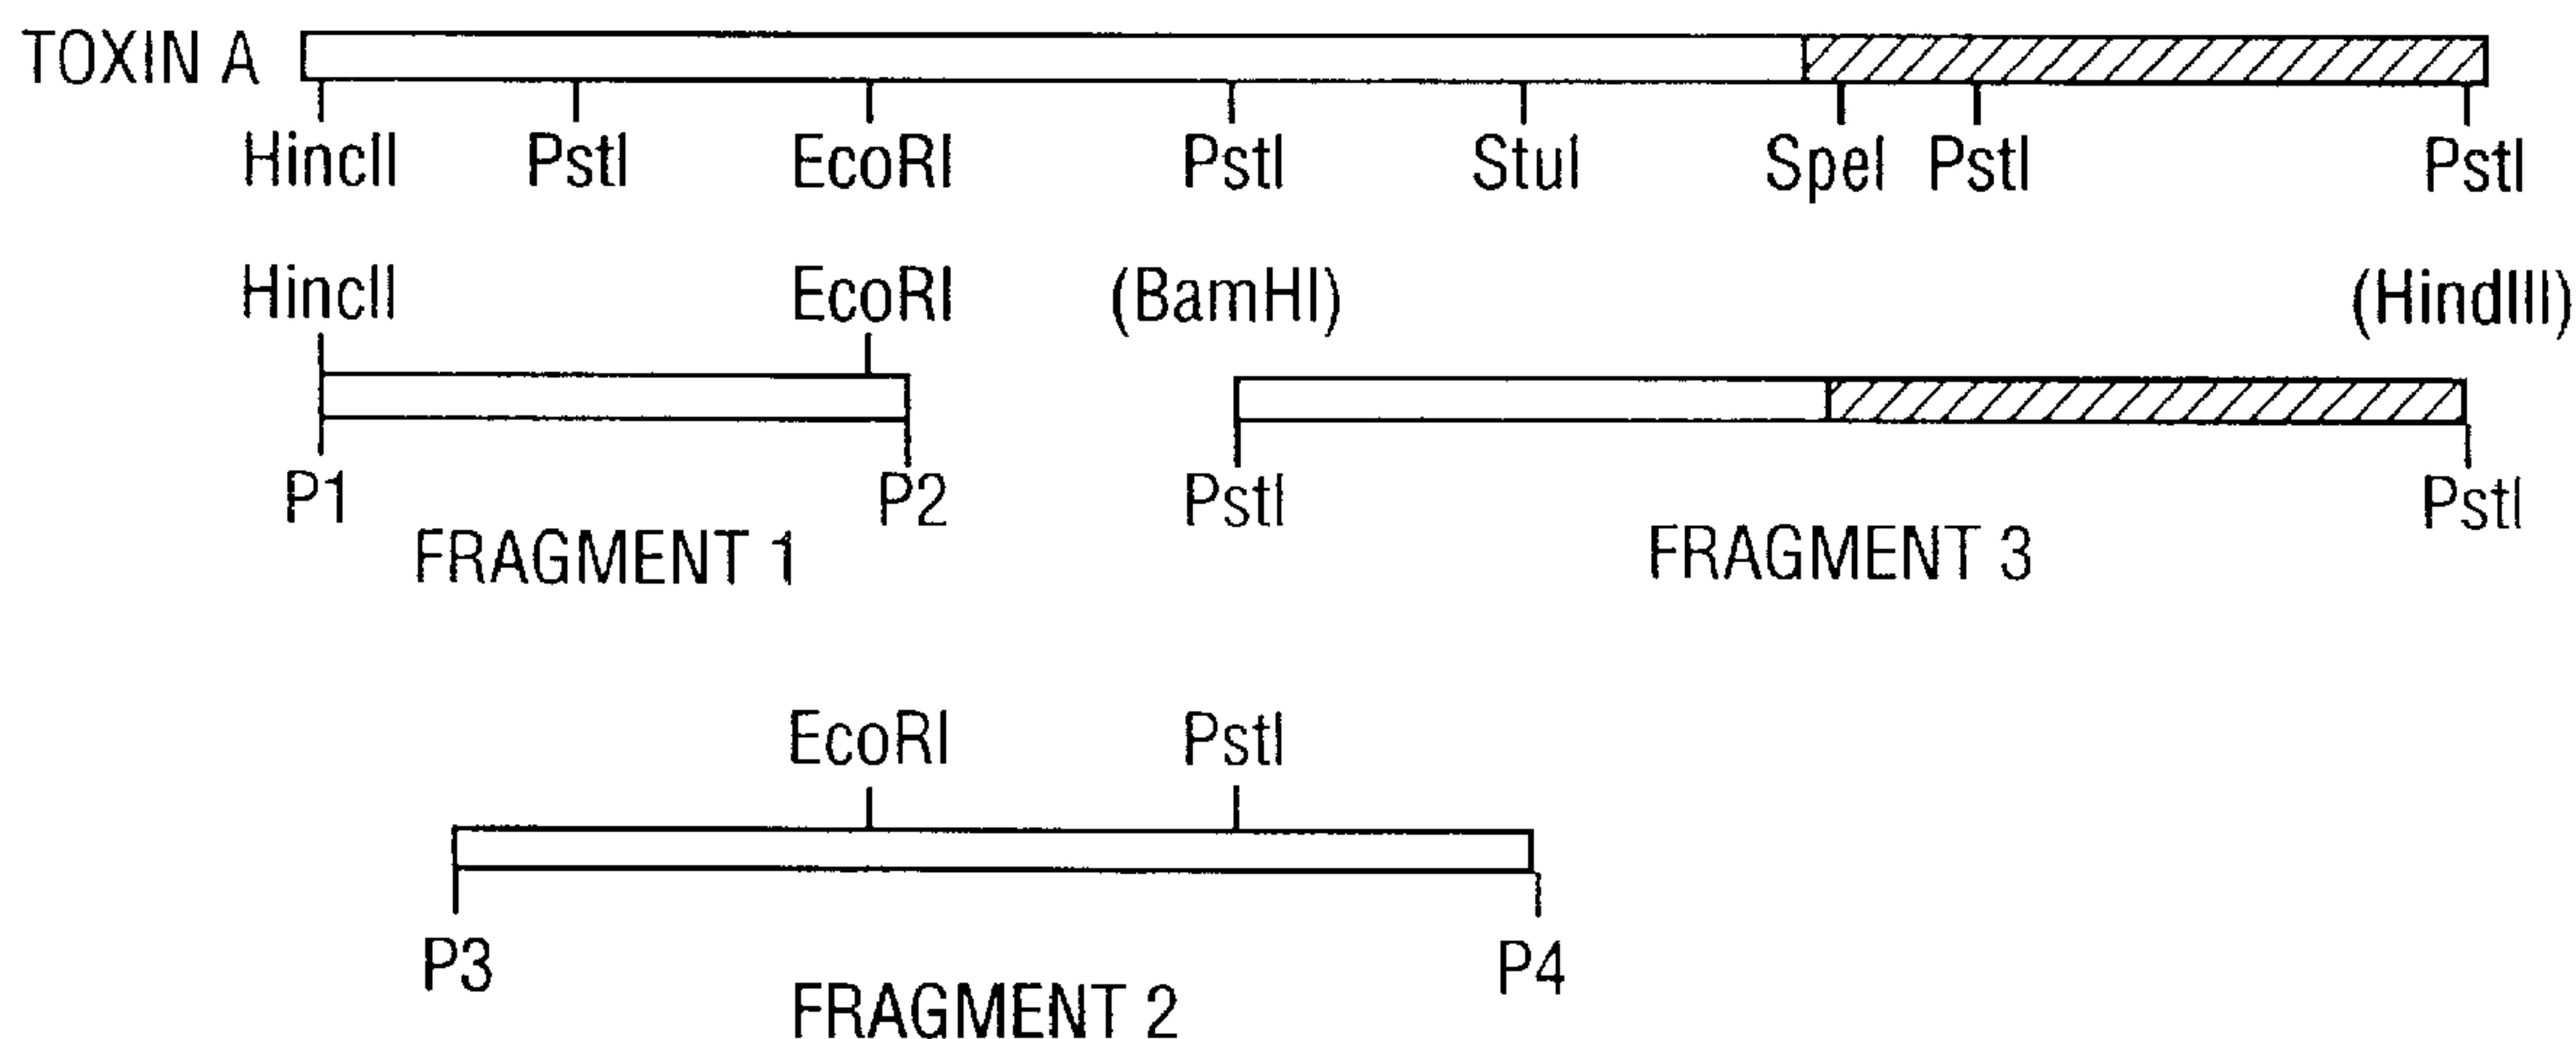 TOXIN A
HincII PstI EcoRI PstI StuI SpeI PstI PstI
HincII EcoRI (BamHI) (HindIII)
P1 P2 PstI PstI
FRAGMENT 1 FRAGMENT 3
EcoRI PstI
P3 P4
FRAGMENT 2